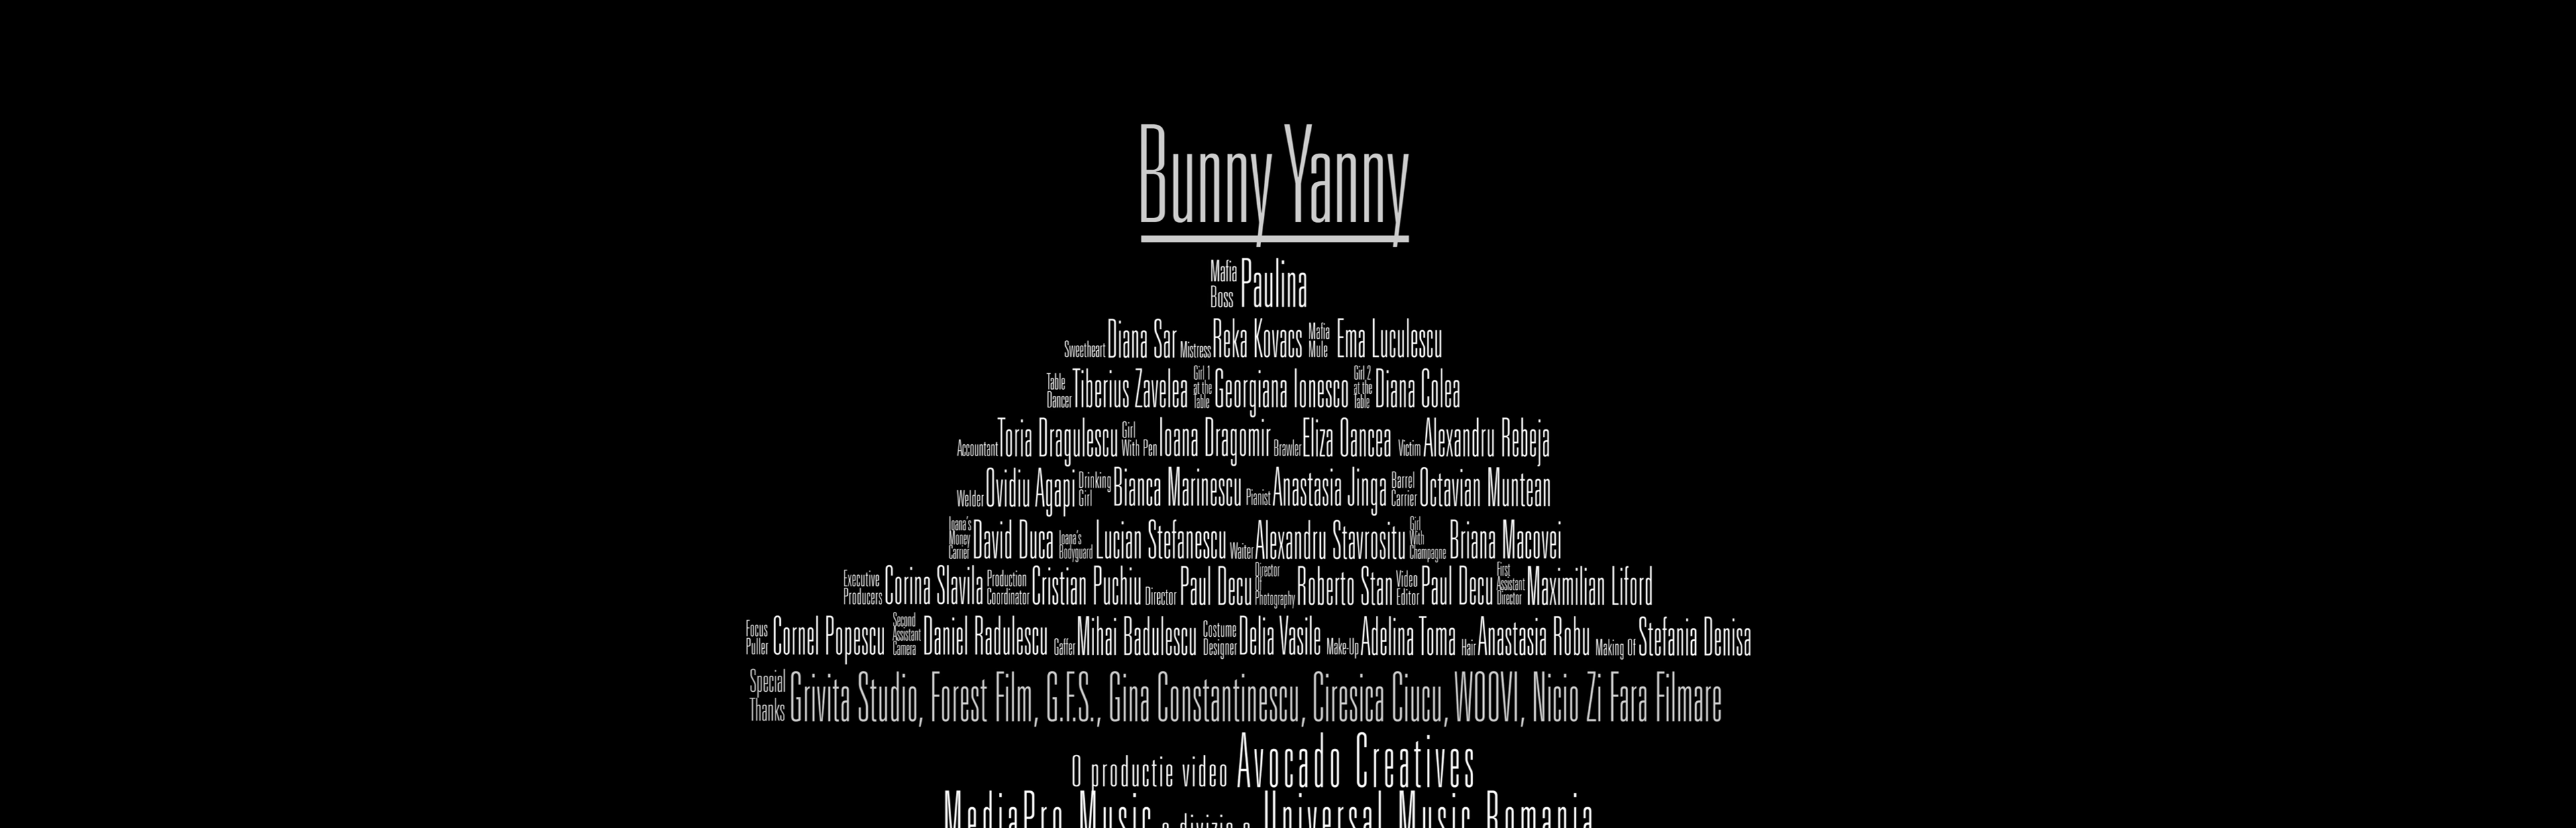 Bunny Yanny
Mafia Boss Paulina
Sweetheart Diana Sar Mistress Reka Kovacs Mafia Mule Ema Luculescu
Table Dancer Tiberius Zavelea Girl 1 at the Table Georgiana Ionesco Girl 2 at the Table Diana Colea
Accountant Toria Dragulescu Girl With Pen Ioana Dragomir Brawler Eliza Oancea Victim Alexandru Rebeja
Welder Ovidiu Agapi Drinking Girl Bianca Marinescu Pianist Anastasia Jinga Barrel Carrier Octavian Muntean
Ioana's Money Carrier David Duca Ioana's Bodyguard Lucian Stefanescu Waiter Alexandru Stavrositu Girl With Champagne Briana Macovei
Executive Producers Corina Slavila Production Coordinator Cristian Puchiu Director Paul Decu Director Of Photography Roberto Stan Video Editor Paul Decu First Assistant Director Maximilian Liford
Focus Puller Cornel Popescu Second Assistant Camera Daniel Radulescu Gaffer Mihai Badulescu Costume Designer Delia Vasile Make-Up Adelina Toma Hair Anastasia Robu Making Of Stefania Denisa
Special Thanks Grivita Studio, Forest Film, G.F.S., Gina Constantinescu, Ciresica Ciucu, WOOVI, Nicio Zi Fara Filmare
O productie video Avocado Creatives
MediaPro Music o divizie a Universal Music Romania